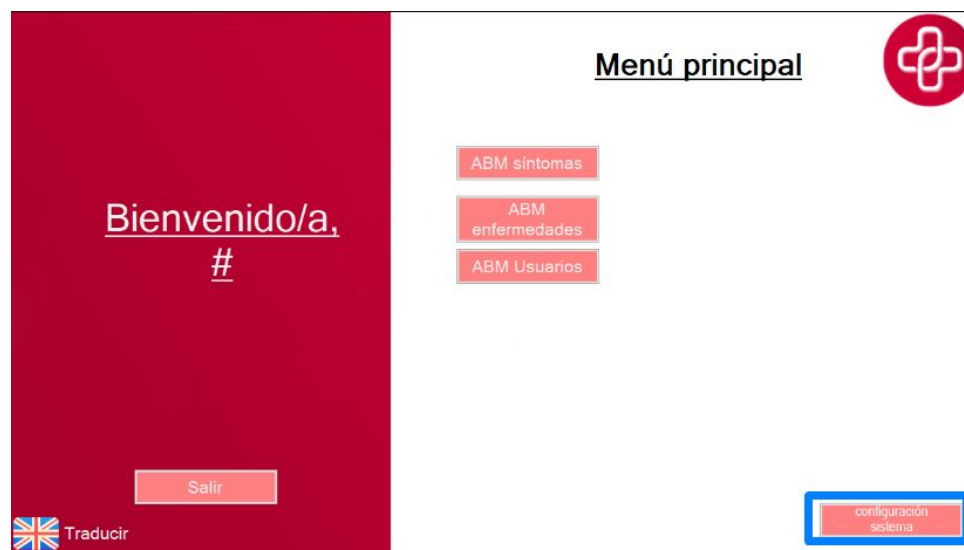 Menú principal
ABM síntomas
ABM
enfermedades
ABM Usuarios
Bienvenido/a,
#
Salir
Traducir
configuración
sistema